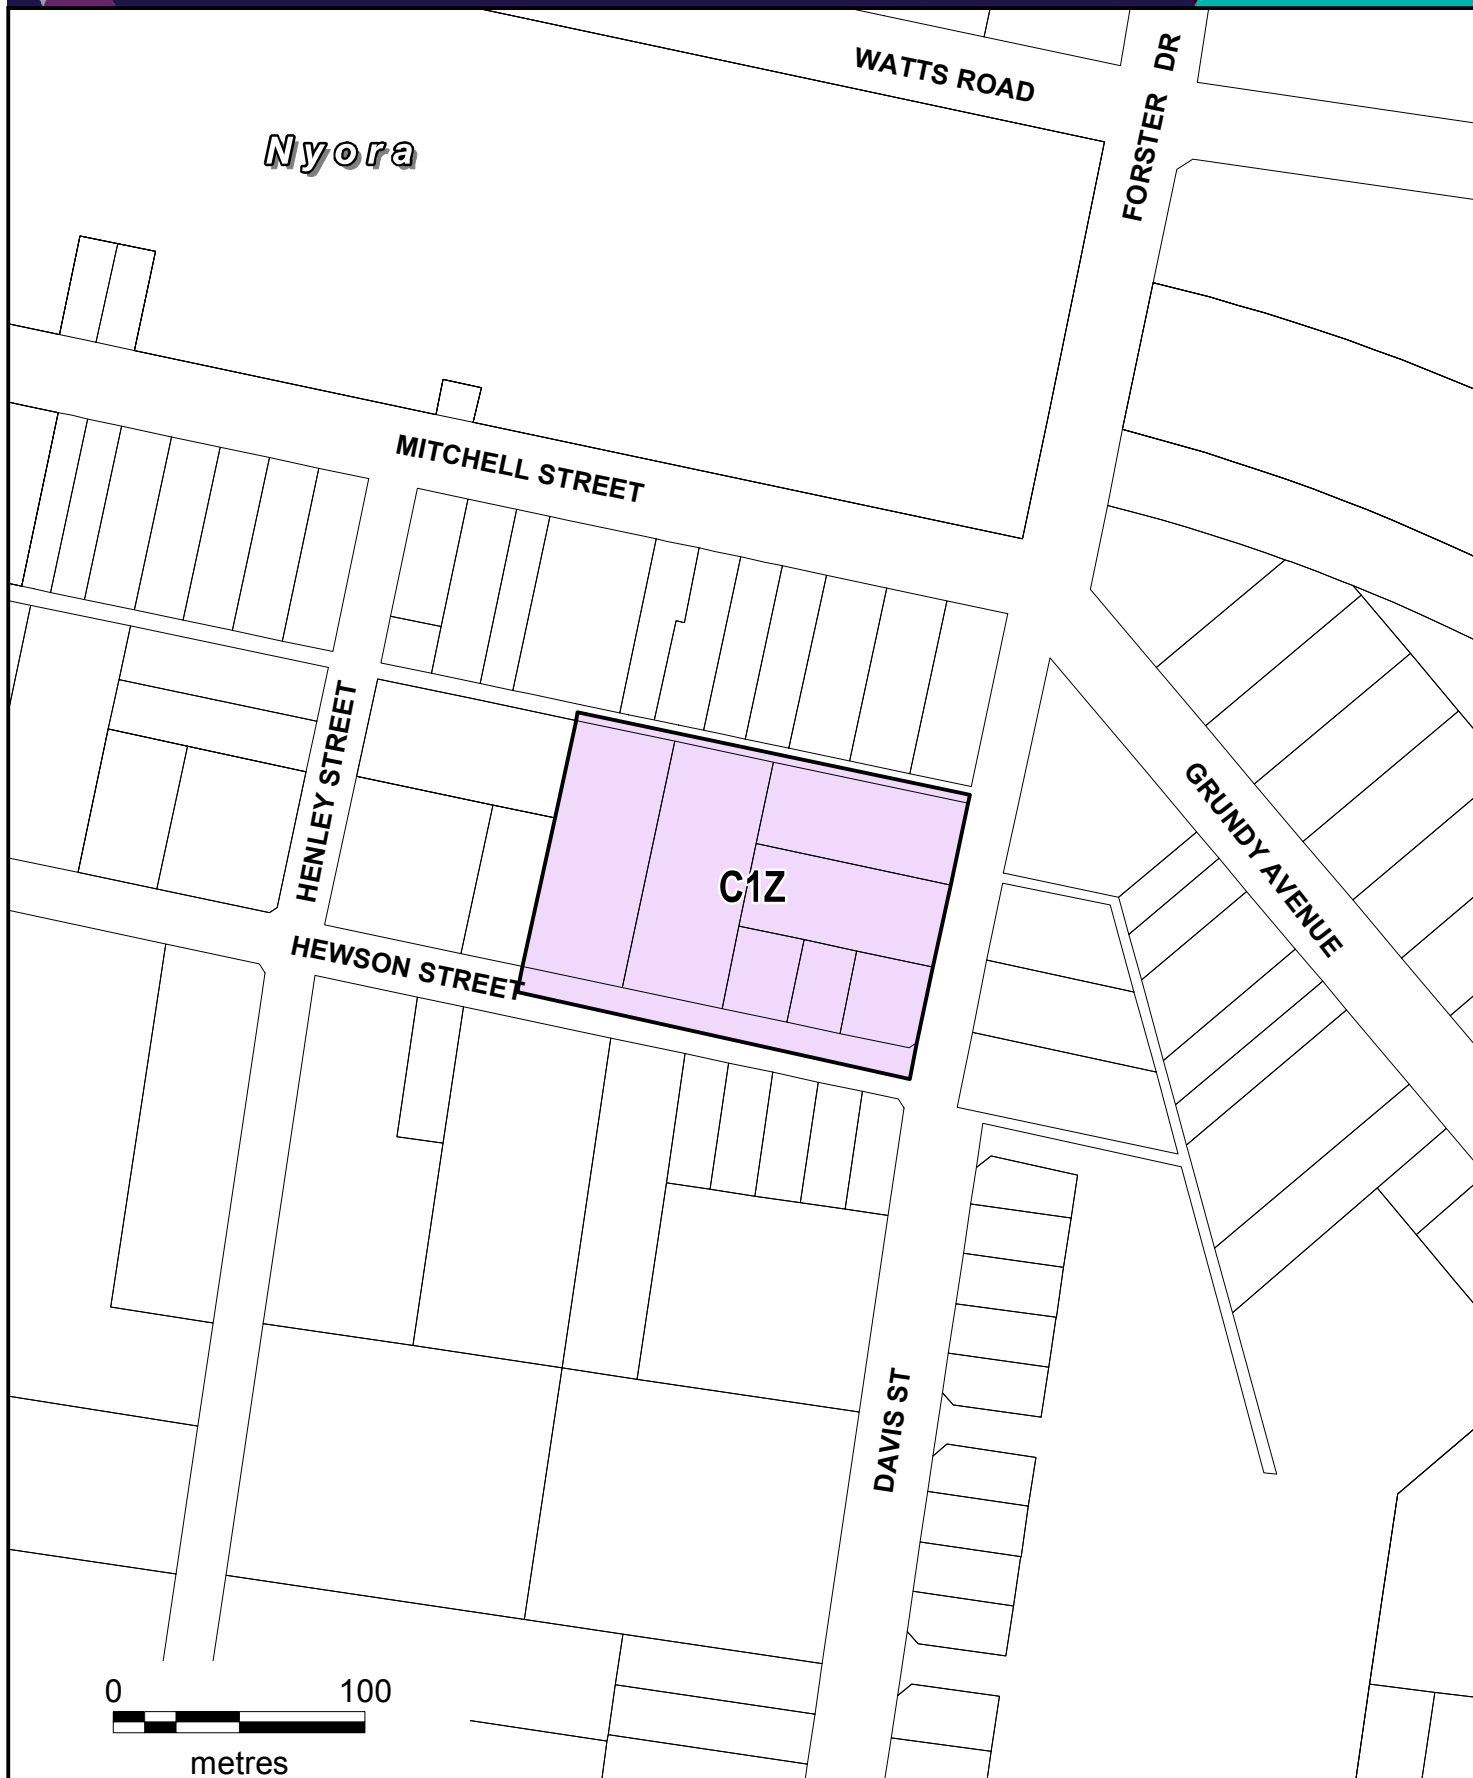 WATTS ROAD
FORSTER DR
Nyora
MITCHELL STREET
HENLEY STREET
GRUNDY AVENUE
C1Z
HEWSON STREET
DAVIS ST
0 100
metres